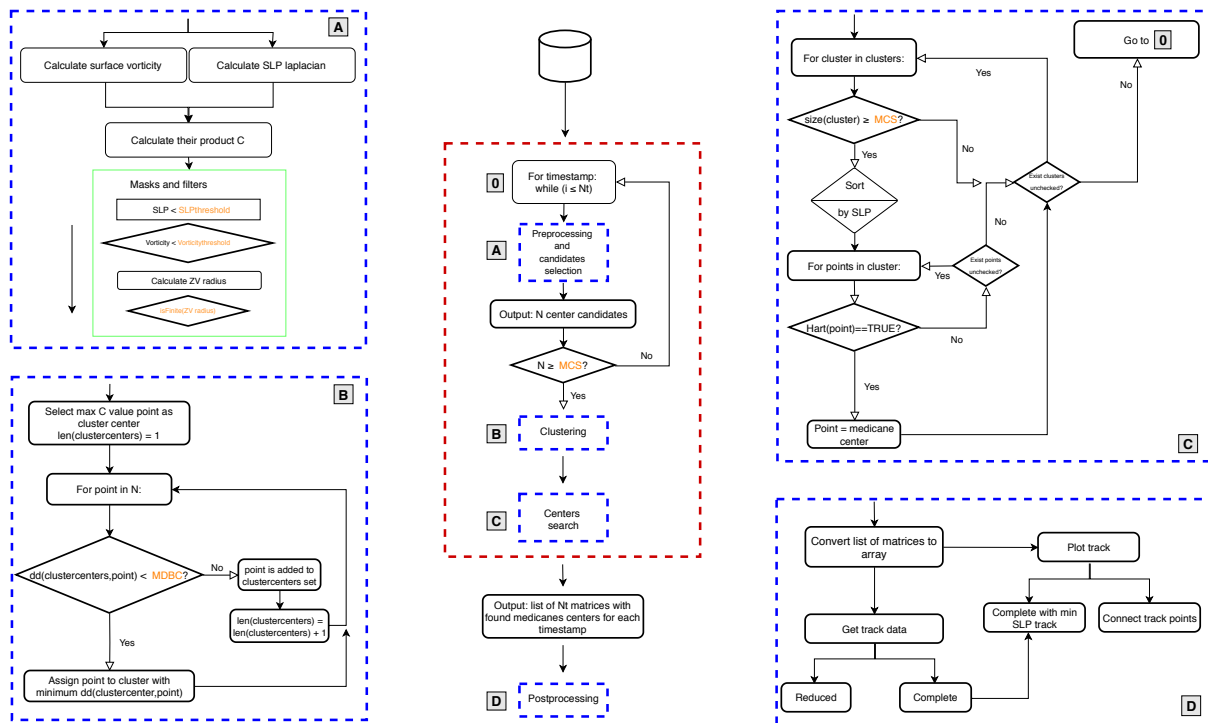 A
Calculate surface vorticity
Calculate SLP laplacian
Calculate their product C
Masks and filters
SLP < SLPthreshold
Vorticity < Vorticitythreshold
Calculate ZV radius
isFinite(ZV radius)
B
Select max C value point as
cluster center
len(clustercenters) = 1
For point in N:
dd(clustercenters,point) < MDBC?
No
point is added to
clustercenters set
len(clustercenters) =
len(clustercenters) + 1
Yes
Assign point to cluster with
minimum dd(clustercenter,point)
0
For timestamp:
while (i ≤ Nt)
A
Preprocessing
and
candidates
selection
Output: N center candidates
N ≥ MCS?
No
Yes
B
Clustering
C
Centers
search
Output: list of Nt matrices with
found medicanes centers for each
timestamp
D
Postprocessing
Go to 0
For cluster in clusters:
Yes
No
size(cluster) ≥ MCS?
No
Yes
Exist clusters
unchecked?
Sort
by SLP
No
For points in cluster:
Yes
Exist points
unchecked?
Hart(point)==TRUE?
No
Yes
Point = medicane
center
C
Convert list of matrices to
array
Plot track
Complete with min
SLP track
Connect track points
Get track data
Reduced
Complete
D